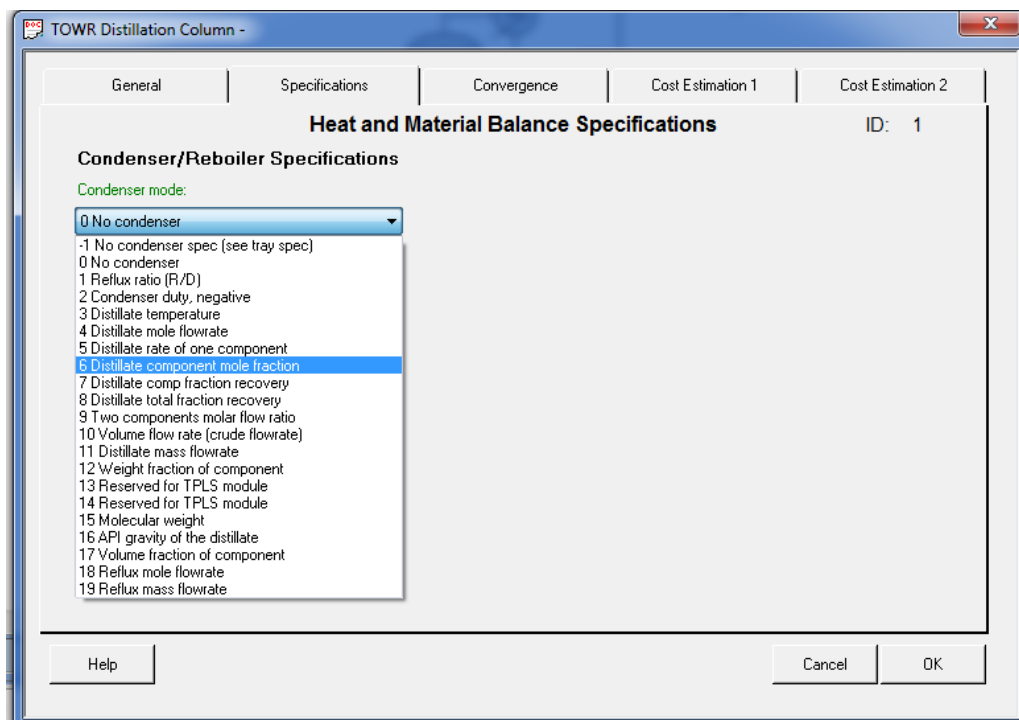 DOC
TOWR Distillation Column -
General Specifications Convergence Cost Estimation 1 Cost Estimation 2
Heat and Material Balance Specifications ID: 1
Condenser/Reboiler Specifications
Condenser mode:
0 No condenser
-1 No condenser spec (see tray spec)
0 No condenser
1 Reflux ratio (R/D)
2 Condenser duty, negative
3 Distillate temperature
4 Distillate mole flowrate
5 Distillate rate of one component
6 Distillate component mole fraction
7 Distillate comp fraction recovery
8 Distillate total fraction recovery
9 Two components molar flow ratio
10 Volume flow rate (crude flowrate)
11 Distillate mass flowrate
12 Weight fraction of component
13 Reserved for TPLS module
14 Reserved for TPLS module
15 Molecular weight
16 API gravity of the distillate
17 Volume fraction of component
18 Reflux mole flowrate
19 Reflux mass flowrate
Help Cancel OK